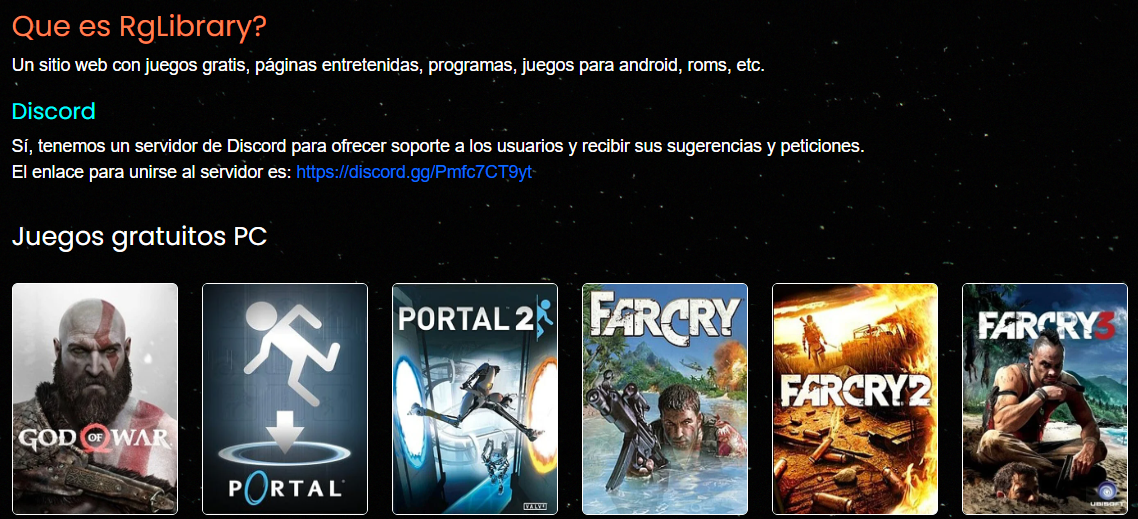 Que es RgLibrary?
Un sitio web con juegos gratis, páginas entretenidas, programas, juegos para android, roms, etc.
Discord
Sí, tenemos un servidor de Discord para ofrecer soporte a los usuarios y recibir sus sugerencias y peticiones.
El enlace para unirse al servidor es: https://discord.gg/Pmfc7CT9yt
Juegos gratuitos PC
GOD OF WAR
PORTAL
PORTAL 2
VALVE
FARCRY
FARCRY 2
FARCRY 3
UBISOFT